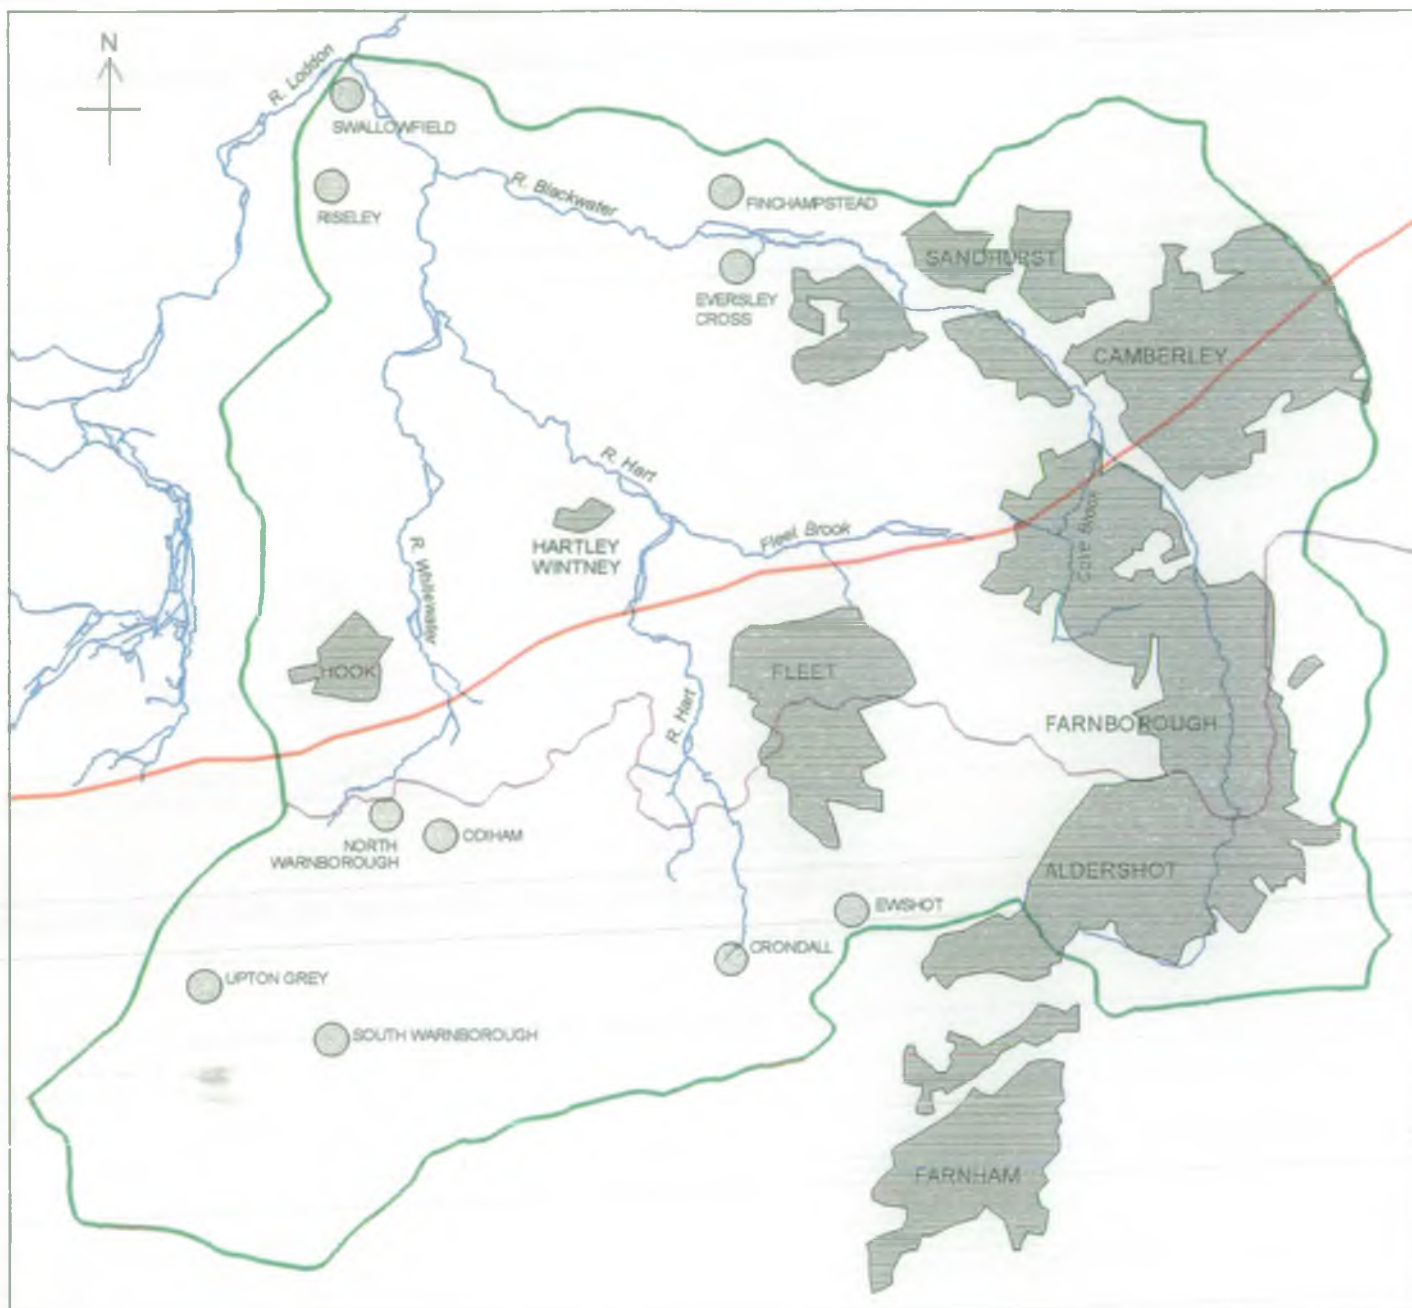 N
R. Loddon
SWALLOWFIELD
RISELEY
R. Blackwater
FINCHAMPSTEAD
SANDHURST
EVERSLEY
CROSS
CAMBERLEY
R. Hart
HARTLEY
WINTNEY
Fleet Brook
Cove Brook
R. Whitewater
HOOK
FLEET
R. Hart
FARNBOROUGH
NORTH
WARNBOROUGH
ODIHAM
ALDERSHOT
EWSHOT
CRONDALL
UPTON GREY
SOUTH WARNBOROUGH
FARNHAM